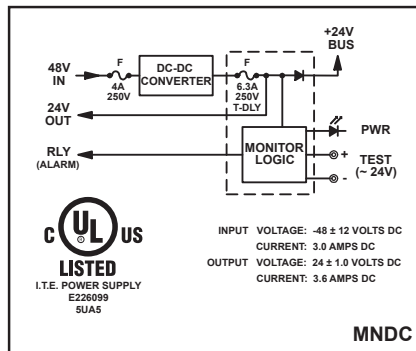 +24V
BUS
48V
IN
F
4A
250V
DC-DC
CONVERTER
F
6.3A
250V
T-DLY
24V
OUT
RLY
(ALARM)
MONITOR
LOGIC
PWR
+
TEST
(~ 24V)
-
C UL US
LISTED
I.T.E. POWER SUPPLY
E226099
5UA5
INPUT VOLTAGE: -48 ± 12 VOLTS DC
CURRENT: 3.0 AMPS DC
OUTPUT VOLTAGE: 24 ± 1.0 VOLTS DC
CURRENT: 3.6 AMPS DC
MNDC